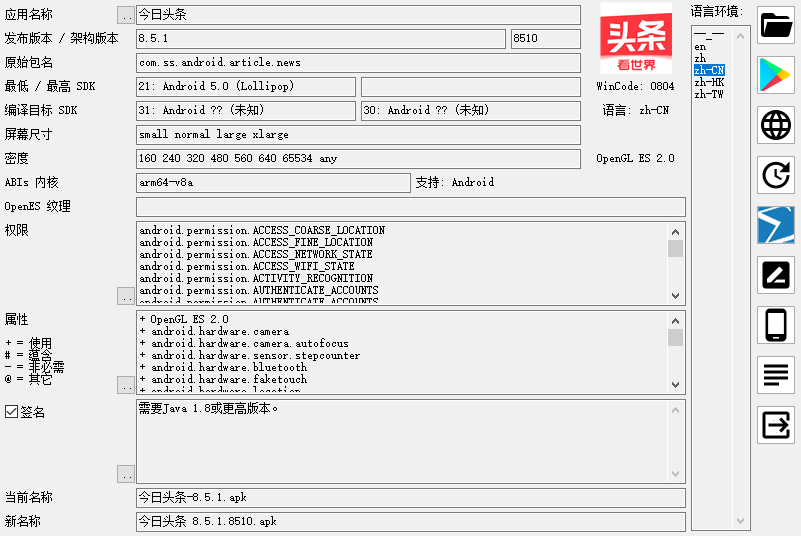 应用名称 .. 今日头条
发布版本 / 架构版本 8.5.1 8510
原始包名 com.ss.android.article.news
最低 / 最高 SDK 21: Android 5.0 (Lollipop)
编译目标 SDK 31: Android ?? (未知) 30: Android ?? (未知)
屏幕尺寸 small normal large xlarge
密度 160 240 320 480 560 640 65534 any
ABIs 内核 arm64-v8a 支持: Android
OpenES 纹理
权限
android.permission.ACCESS_COARSE_LOCATION
android.permission.ACCESS_FINE_LOCATION
android.permission.ACCESS_NETWORK_STATE
android.permission.ACCESS_WIFI_STATE
android.permission.ACTIVITY_RECOGNITION
android.permission.AUTHENTICATE_ACCOUNTS
android.permission.AUTHENTICATE_ACCOUNTS
..
属性
+ = 使用
# = 蕴含
- = 非必需
@ = 其它
+ OpenGL ES 2.0
+ android.hardware.camera
+ android.hardware.camera.autofocus
+ android.hardware.sensor.stepcounter
+ android.hardware.bluetooth
+ android.hardware.faketouch
+ android.hardware.location
..
签名
需要Java 1.8或更高版本。
..
当前名称 今日头条-8.5.1.apk
新名称 今日头条 8.5.1.8510.apk
头条
看世界
WinCode: 0804
语言: zh-CN
OpenGL ES 2.0
语言环境:
--_--
en
zh
zh-CN
zh-HK
zh-TW